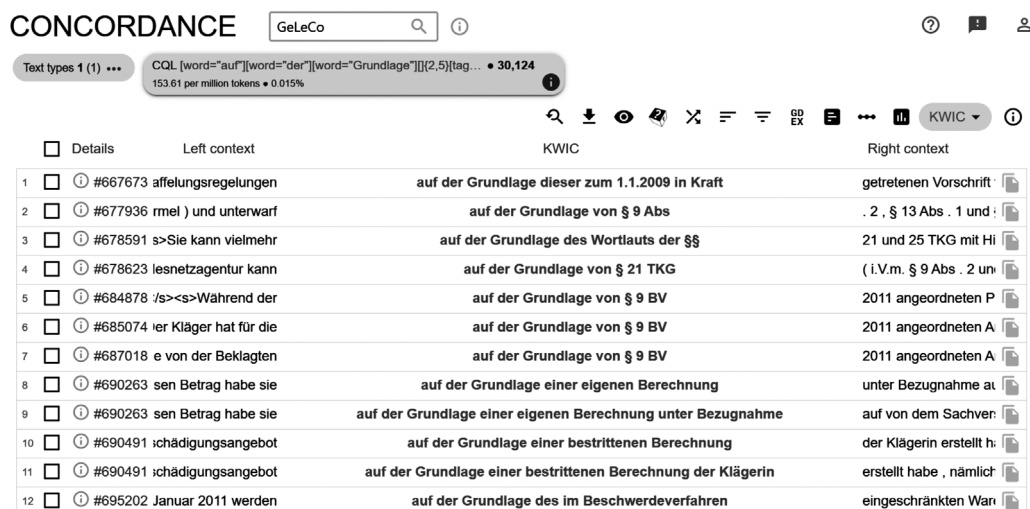 CONCORDANCE GeLeCo
Text types 1 (1) ••• CQL [word="auf"][word="der"][word="Grundlage"][]{2,5}[tag… ● 30,124
153.61 per million tokens ● 0.015%
GD EX KWIC
Details Left context KWIC Right context
1 #667673 affelungsregelungen auf der Grundlage dieser zum 1.1.2009 in Kraft getretenen Vorschrift
2 #677936 rmel ) und unterwarf auf der Grundlage von § 9 Abs . 2 , § 13 Abs . 1 und
3 #678591 s>Sie kann vielmehr auf der Grundlage des Wortlauts der §§ 21 und 25 TKG mit Hi
4 #678623 lesnetzagentur kann auf der Grundlage von § 21 TKG ( i.V.m. § 9 Abs . 2 und
5 #684878 /s><s>Während der auf der Grundlage von § 9 BV 2011 angeordneten P
6 #685074 er Kläger hat für die auf der Grundlage von § 9 BV 2011 angeordneten A
7 #687018 e von der Beklagten auf der Grundlage von § 9 BV 2011 angeordneten A
8 #690263 sen Betrag habe sie auf der Grundlage einer eigenen Berechnung unter Bezugnahme au
9 #690263 sen Betrag habe sie auf der Grundlage einer eigenen Berechnung unter Bezugnahme auf von dem Sachvers
10 #690491 schädigungsangebot auf der Grundlage einer bestrittenen Berechnung der Klägerin erstellt ha
11 #690491 schädigungsangebot auf der Grundlage einer bestrittenen Berechnung der Klägerin erstellt habe , nämlich
12 #695202 Januar 2011 werden auf der Grundlage des im Beschwerdeverfahren eingeschränkten Ware